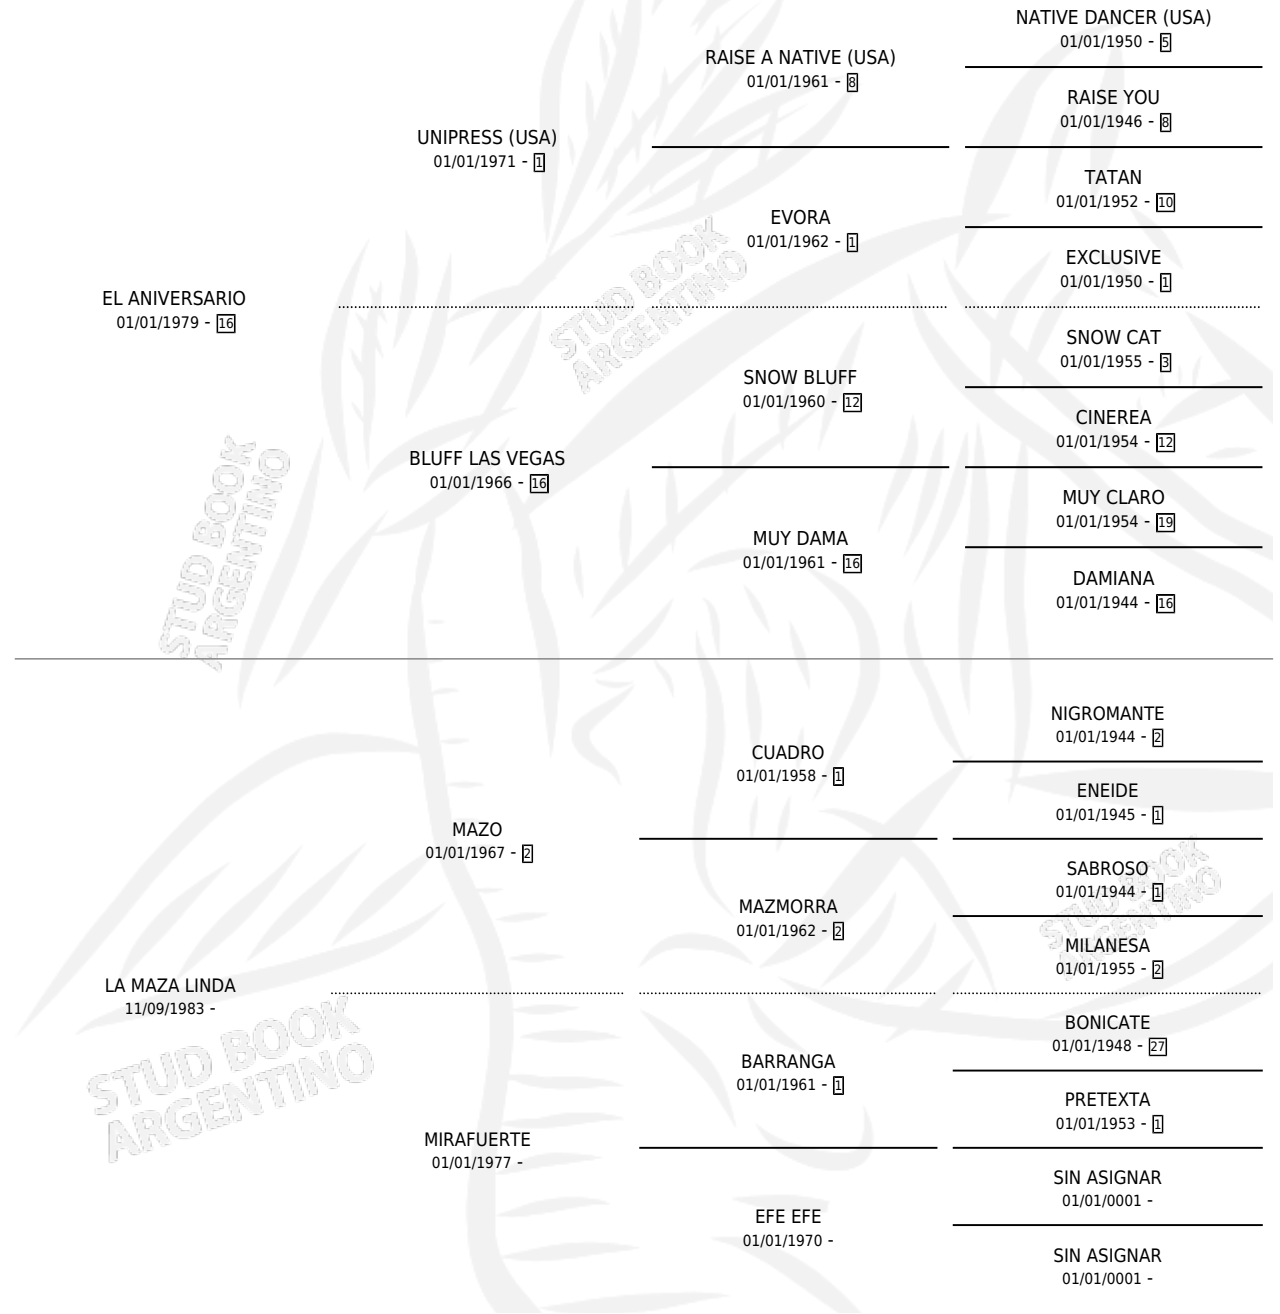 NATIVE DANCER (USA)
01/01/1950 - 5
RAISE A NATIVE (USA)
01/01/1961 - 8
RAISE YOU
01/01/1946 - 8
UNIPRESS (USA)
01/01/1971 - 1
TATAN
01/01/1952 - 10
EVORA
01/01/1962 - 1
EXCLUSIVE
01/01/1950 - 1
EL ANIVERSARIO
01/01/1979 - 16
SNOW CAT
01/01/1955 - 3
SNOW BLUFF
01/01/1960 - 12
CINEREA
01/01/1954 - 12
BLUFF LAS VEGAS
01/01/1966 - 16
MUY CLARO
01/01/1954 - 19
MUY DAMA
01/01/1961 - 16
DAMIANA
01/01/1944 - 16
NIGROMANTE
01/01/1944 - 2
CUADRO
01/01/1958 - 1
ENEIDE
01/01/1945 - 1
MAZO
01/01/1967 - 2
SABROSO
01/01/1944 - 1
MAZMORRA
01/01/1962 - 2
MILANESA
01/01/1955 - 2
LA MAZA LINDA
11/09/1983 -
BONICATE
01/01/1948 - 27
BARRANGA
01/01/1961 - 1
PRETEXTA
01/01/1953 - 1
MIRAFUERTE
01/01/1977 -
SIN ASIGNAR
01/01/0001 -
EFE EFE
01/01/1970 -
SIN ASIGNAR
01/01/0001 -
STUD BOOK
ARGENTINO
STUD BOOK
ARGENTINO
STUD BOOK
ARGENTINO
STUD BOOK
ARGENTINO